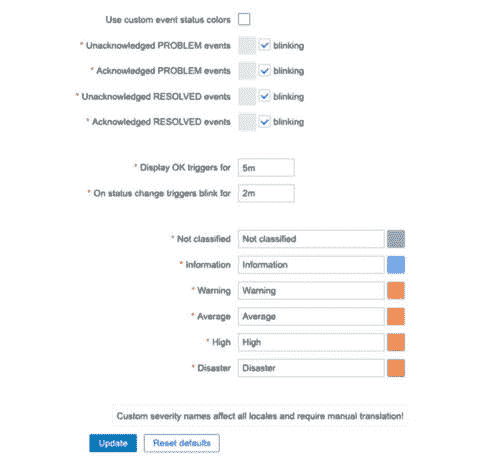 Use custom event status colors
* Unacknowledged PROBLEM events blinking
* Acknowledged PROBLEM events blinking
* Unacknowledged RESOLVED events blinking
* Acknowledged RESOLVED events blinking
* Display OK triggers for 5m
* On status change triggers blink for 2m
* Not classified Not classified
* Information Information
* Warning Warning
* Average Average
* High High
* Disaster Disaster
Custom severity names affect all locales and require manual translation!
Update Reset defaults